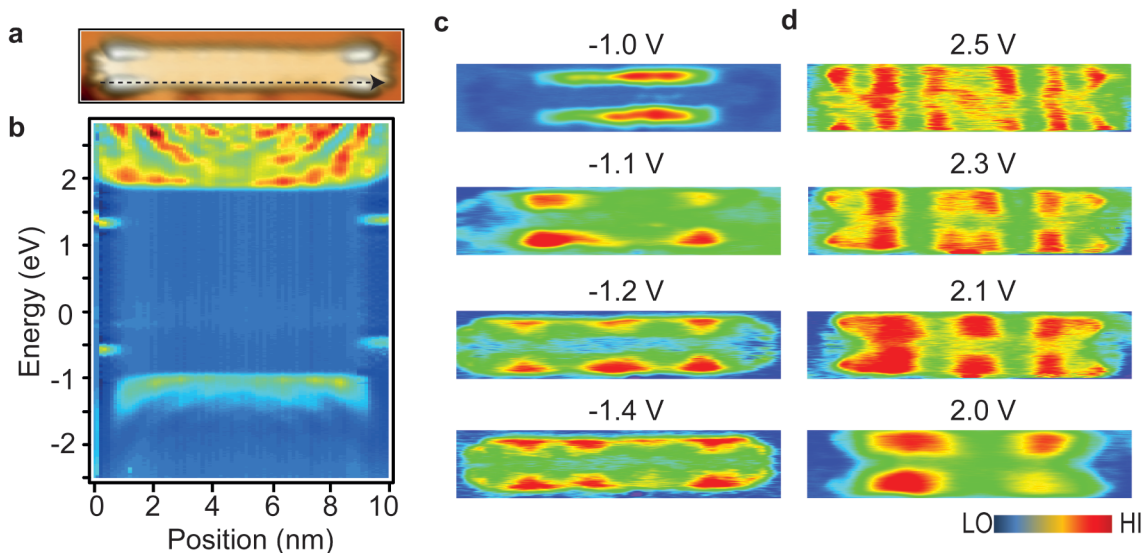 a
b
Energy (eV)
2
1
0
-1
-2
0 2 4 6 8 10
Position (nm)
c
-1.0 V
-1.1 V
-1.2 V
-1.4 V
d
2.5 V
2.3 V
2.1 V
2.0 V
LO HI